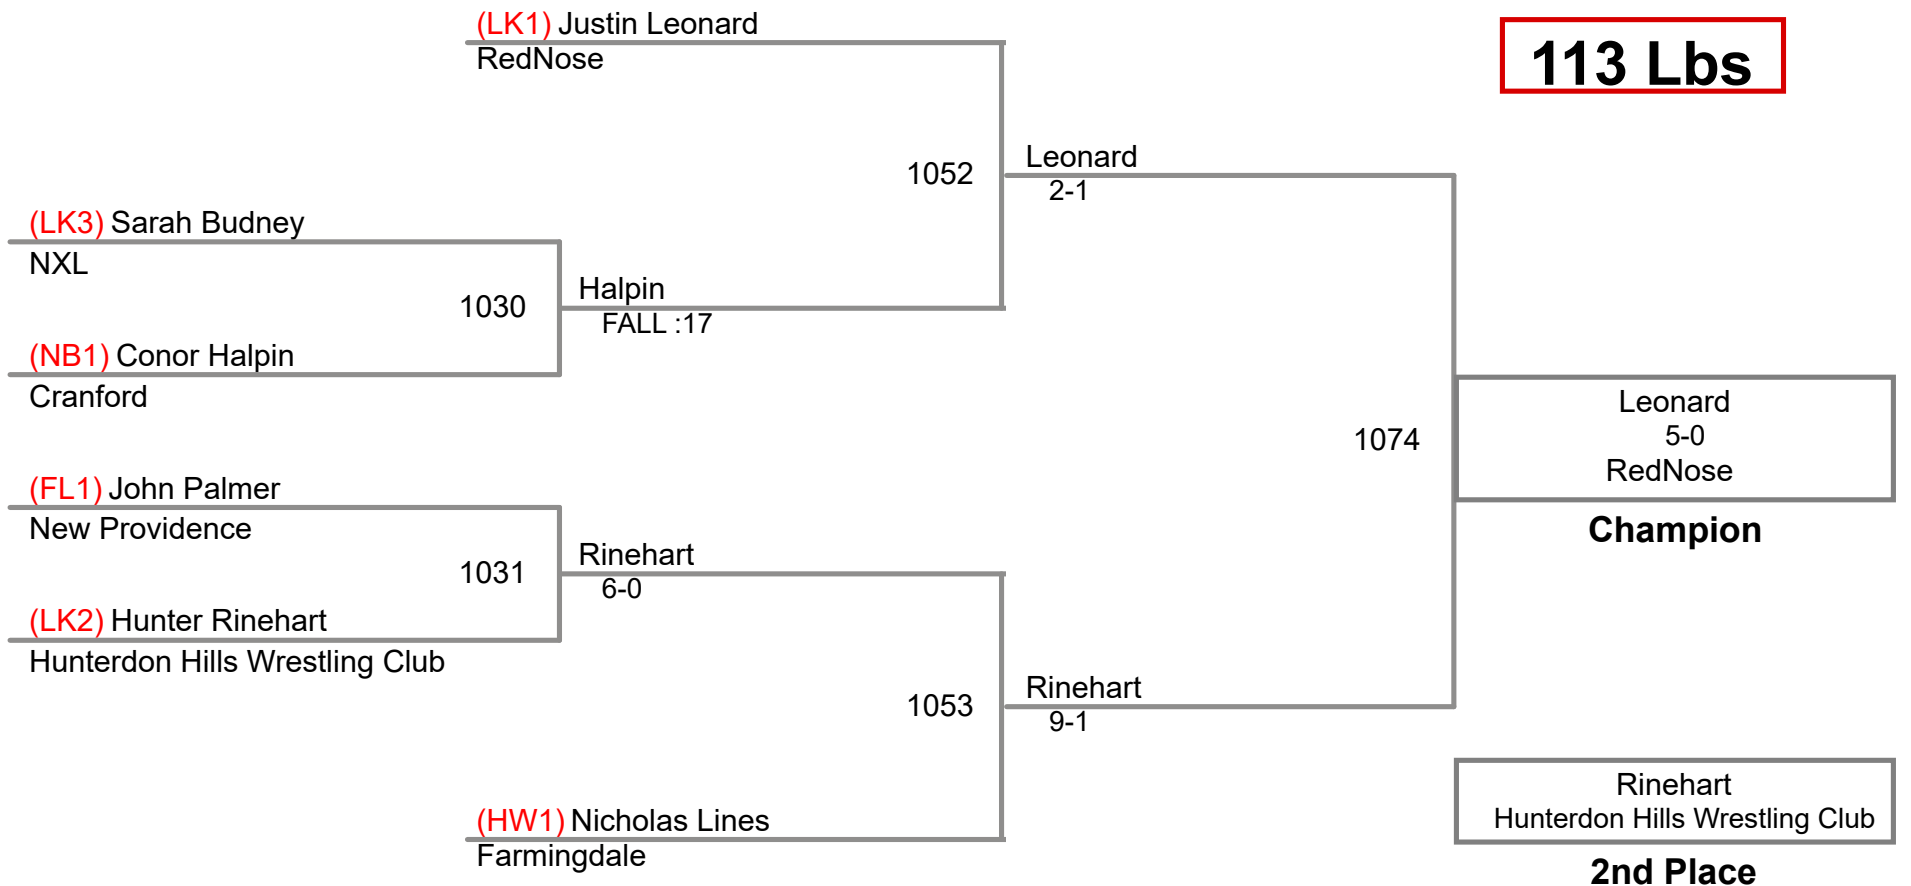 (LK1) Justin Leonard
RedNose
113 Lbs
1052
Leonard
2-1
(LK3) Sarah Budney
NXL
1030
Halpin
FALL :17
(NB1) Conor Halpin
Cranford
1074
Leonard
5-0
RedNose
Champion
(FL1) John Palmer
New Providence
1031
Rinehart
6-0
(LK2) Hunter Rinehart
Hunterdon Hills Wrestling Club
1053
Rinehart
9-1
(HW1) Nicholas Lines
Farmingdale
Rinehart
Hunterdon Hills Wrestling Club
2nd Place